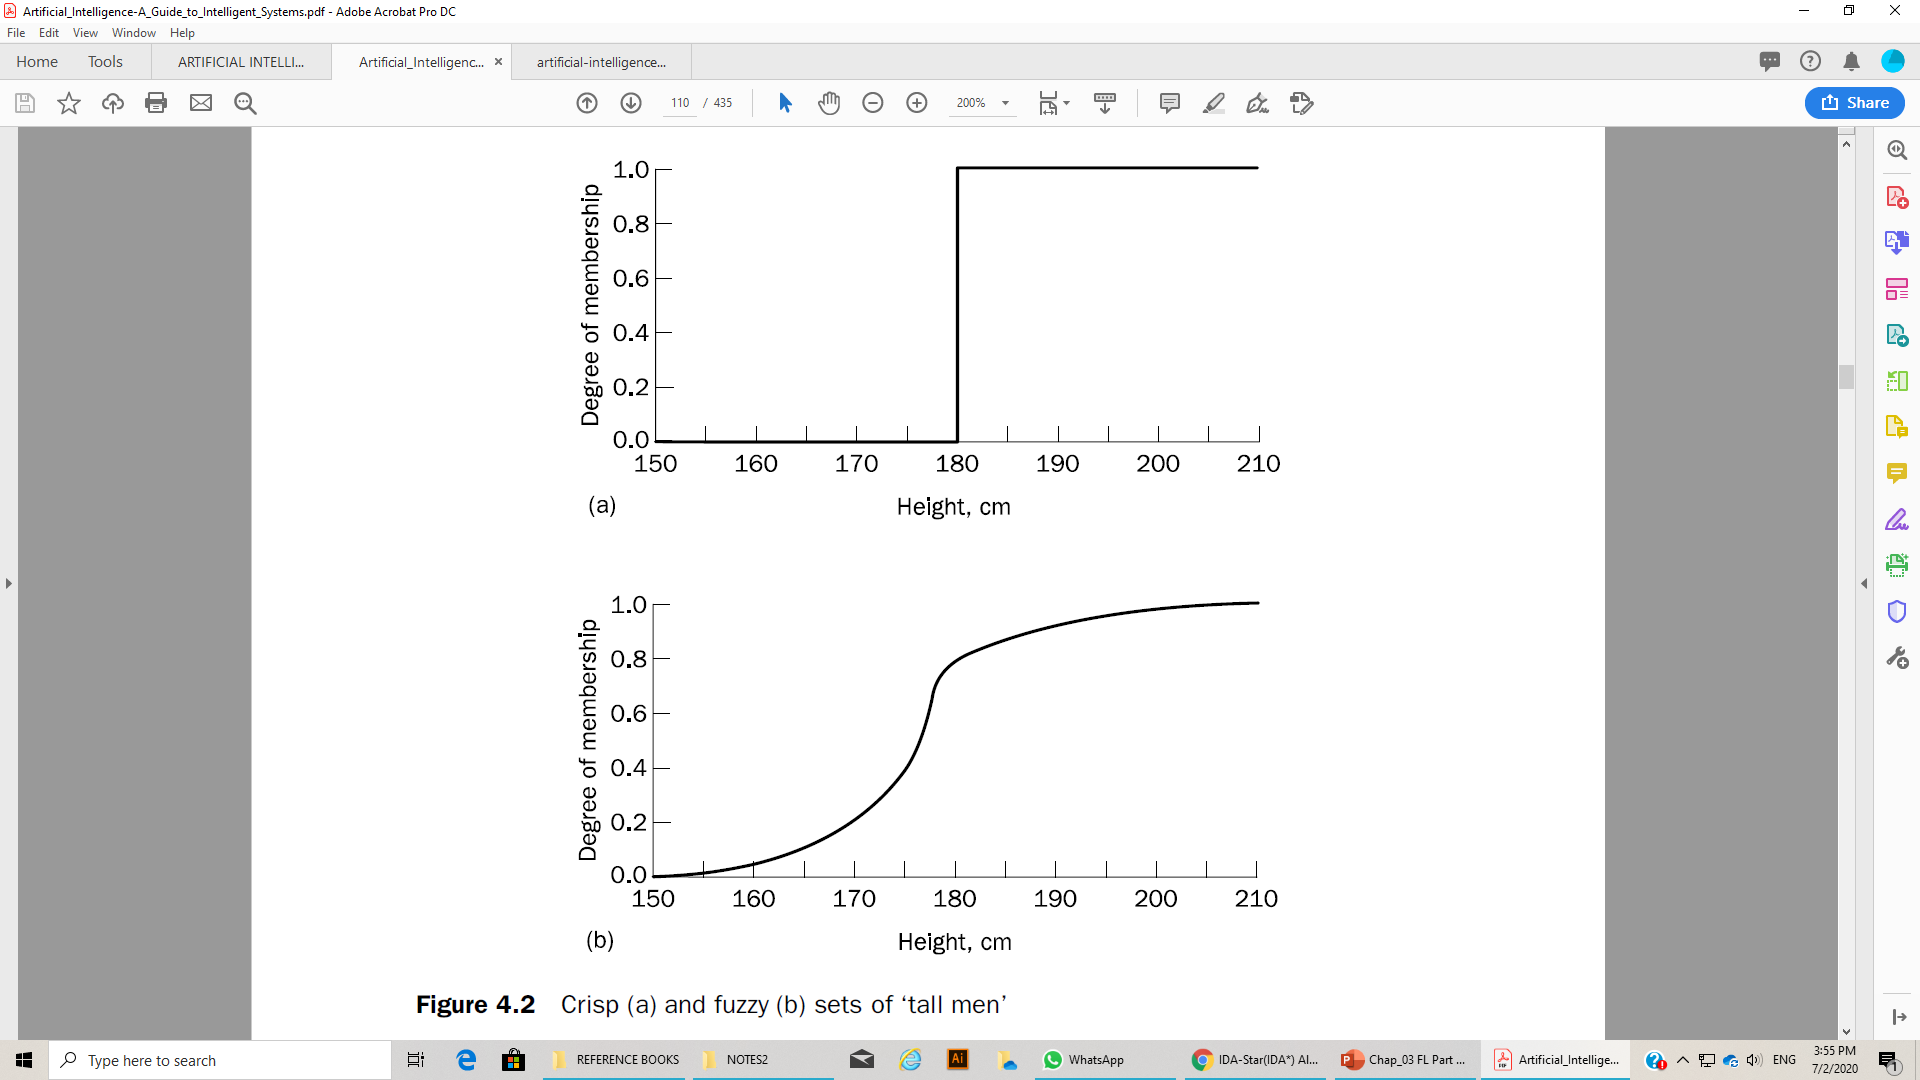 Artificial_Intelligence-A_Guide_to_Intelligent_Systems.pdf - Adobe Acrobat Pro DC
File Edit View Window Help
Home Tools ARTIFICIAL INTELLI... Artificial_Intelligenc... × artificial-intelligence...
110 / 435 200% Share
Degree of membership
1.0
0.8
0.6
0.4
0.2
0.0
150 160 170 180 190 200 210
(a) Height, cm
Degree of membership
1.0
0.8
0.6
0.4
0.2
0.0
150 160 170 180 190 200 210
(b) Height, cm
Figure 4.2 Crisp (a) and fuzzy (b) sets of ‘tall men’
Type here to search REFERENCE BOOKS NOTES2 Ai WhatsApp IDA-Star(IDA*) Al... Chap_03 FL Part ... Artificial_Intellige... ENG 3:55 PM
7/2/2020 1